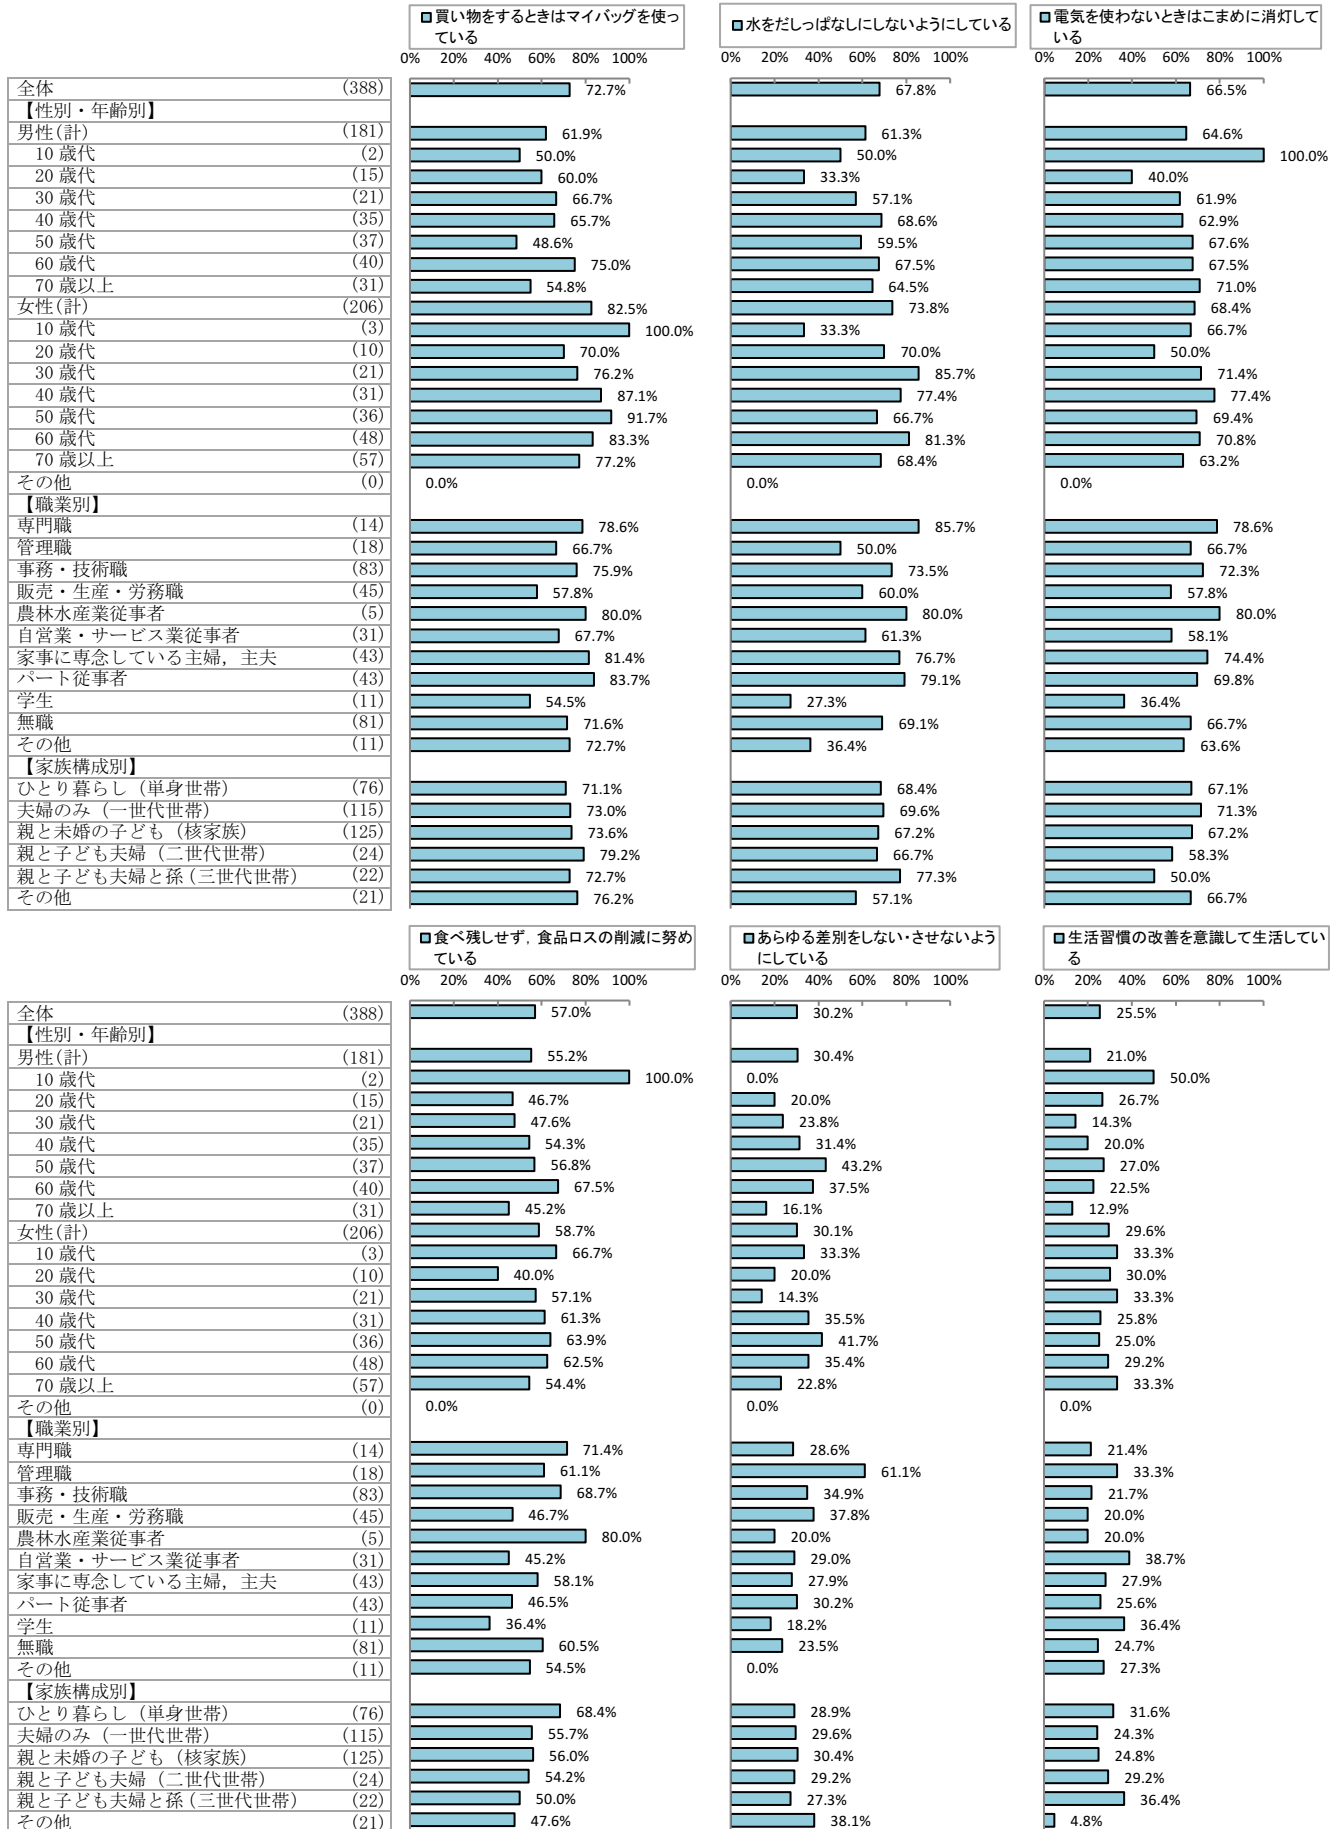 ■買い物をするときはマイバッグを使っ
ている
■水をだしっぱなしにしないようにしている
■電気を使わないときはこまめに消灯して
いる
0% 20% 40% 60% 80% 100% 0% 20% 40% 60% 80% 100% 0% 20% 40% 60% 80% 100%
全体 (388) 72.7% 67.8% 66.5%
【性別・年齢別】
男性(計) (181) 61.9% 61.3% 64.6%
10 歳代 (2) 50.0% 50.0% 100.0%
20 歳代 (15) 60.0% 33.3% 40.0%
30 歳代 (21) 66.7% 57.1% 61.9%
40 歳代 (35) 65.7% 68.6% 62.9%
50 歳代 (37) 48.6% 59.5% 67.6%
60 歳代 (40) 75.0% 67.5% 67.5%
70 歳以上 (31) 54.8% 64.5% 71.0%
女性(計) (206) 82.5% 73.8% 68.4%
10 歳代 (3) 100.0% 33.3% 66.7%
20 歳代 (10) 70.0% 70.0% 50.0%
30 歳代 (21) 76.2% 85.7% 71.4%
40 歳代 (31) 87.1% 77.4% 77.4%
50 歳代 (36) 91.7% 66.7% 69.4%
60 歳代 (48) 83.3% 81.3% 70.8%
70 歳以上 (57) 77.2% 68.4% 63.2%
その他 (0) 0.0% 0.0% 0.0%
【職業別】
専門職 (14) 78.6% 85.7% 78.6%
管理職 (18) 66.7% 50.0% 66.7%
事務・技術職 (83) 75.9% 73.5% 72.3%
販売・生産・労務職 (45) 57.8% 60.0% 57.8%
農林水産業従事者 (5) 80.0% 80.0% 80.0%
自営業・サービス業従事者 (31) 67.7% 61.3% 58.1%
家事に専念している主婦，主夫 (43) 81.4% 76.7% 74.4%
パート従事者 (43) 83.7% 79.1% 69.8%
学生 (11) 54.5% 27.3% 36.4%
無職 (81) 71.6% 69.1% 66.7%
その他 (11) 72.7% 36.4% 63.6%
【家族構成別】
ひとり暮らし（単身世帯） (76) 71.1% 68.4% 67.1%
夫婦のみ（一世代世帯） (115) 73.0% 69.6% 71.3%
親と未婚の子ども（核家族） (125) 73.6% 67.2% 67.2%
親と子ども夫婦（二世代世帯） (24) 79.2% 66.7% 58.3%
親と子ども夫婦と孫(三世代世帯) (22) 72.7% 77.3% 50.0%
その他 (21) 76.2% 57.1% 66.7%
■食べ残しせず，食品ロスの削減に努め
ている
■あらゆる差別をしない・させないよう
にしている
■生活習慣の改善を意識して生活してい
る
0% 20% 40% 60% 80% 100% 0% 20% 40% 60% 80% 100% 0% 20% 40% 60% 80% 100%
全体 (388) 57.0% 30.2% 25.5%
【性別・年齢別】
男性(計) (181) 55.2% 30.4% 21.0%
10 歳代 (2) 100.0% 0.0% 50.0%
20 歳代 (15) 46.7% 20.0% 26.7%
30 歳代 (21) 47.6% 23.8% 14.3%
40 歳代 (35) 54.3% 31.4% 20.0%
50 歳代 (37) 56.8% 43.2% 27.0%
60 歳代 (40) 67.5% 37.5% 22.5%
70 歳以上 (31) 45.2% 16.1% 12.9%
女性(計) (206) 58.7% 30.1% 29.6%
10 歳代 (3) 66.7% 33.3% 33.3%
20 歳代 (10) 40.0% 20.0% 30.0%
30 歳代 (21) 57.1% 14.3% 33.3%
40 歳代 (31) 61.3% 35.5% 25.8%
50 歳代 (36) 63.9% 41.7% 25.0%
60 歳代 (48) 62.5% 35.4% 29.2%
70 歳以上 (57) 54.4% 22.8% 33.3%
その他 (0) 0.0% 0.0% 0.0%
【職業別】
専門職 (14) 71.4% 28.6% 21.4%
管理職 (18) 61.1% 61.1% 33.3%
事務・技術職 (83) 68.7% 34.9% 21.7%
販売・生産・労務職 (45) 46.7% 37.8% 20.0%
農林水産業従事者 (5) 80.0% 20.0% 20.0%
自営業・サービス業従事者 (31) 45.2% 29.0% 38.7%
家事に専念している主婦，主夫 (43) 58.1% 27.9% 27.9%
パート従事者 (43) 46.5% 30.2% 25.6%
学生 (11) 36.4% 18.2% 36.4%
無職 (81) 60.5% 23.5% 24.7%
その他 (11) 54.5% 0.0% 27.3%
【家族構成別】
ひとり暮らし（単身世帯） (76) 68.4% 28.9% 31.6%
夫婦のみ（一世代世帯） (115) 55.7% 29.6% 24.3%
親と未婚の子ども（核家族） (125) 56.0% 30.4% 24.8%
親と子ども夫婦（二世代世帯） (24) 54.2% 29.2% 29.2%
親と子ども夫婦と孫(三世代世帯) (22) 50.0% 27.3% 36.4%
その他 (21) 47.6% 38.1% 4.8%